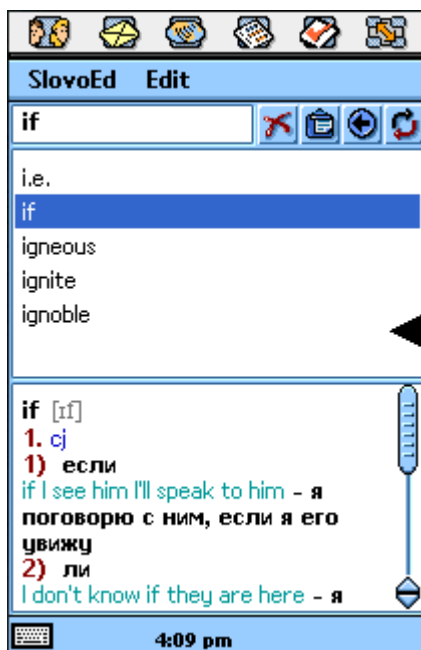 SlovoEd Edit
if
i.e.
if
igneous
ignite
ignoble
if [ıf]
1. cj
1) если
if I see him I'll speak to him - я
поговорю с ним, если я его
увижу
2) ли
I don't know if they are here - я
4:09 pm